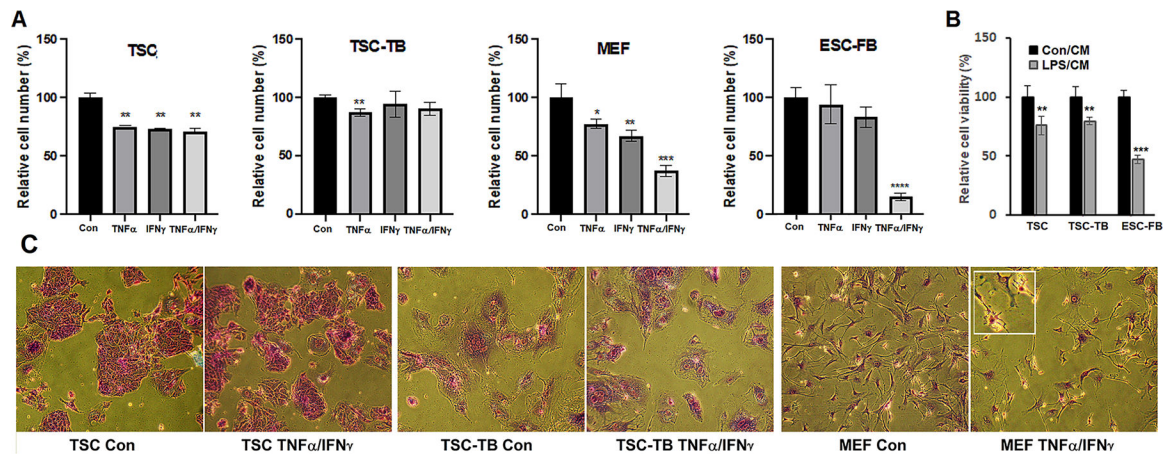 A
TSC
Relative cell number (%)
150
100
50
0
** ** **
Con TNFα IFNγ TNFα/IFNγ
TSC-TB
Relative cell number (%)
150
100
50
0
**
Con TNFα IFNγ TNFα/IFNγ
MEF
Relative cell number (%)
150
100
50
0
* ** ***
Con TNFα IFNγ TNFα/IFNγ
ESC-FB
Relative cell number (%)
150
100
50
0
****
Con TNFα IFNγ TNFα/IFNγ
B
Con/CM
LPS/CM
Relative cell viability (%)
150
100
50
0
** ** ***
TSC TSC-TB ESC-FB
C
TSC Con TSC TNFα/IFNγ TSC-TB Con TSC-TB TNFα/IFNγ MEF Con MEF TNFα/IFNγ